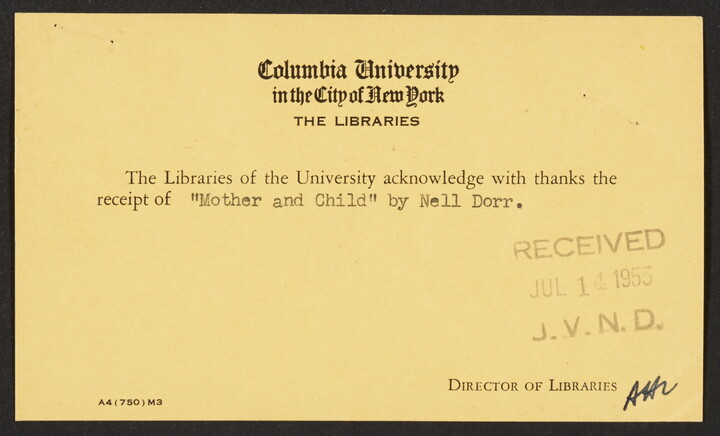 Columbia University
in the City of New York
THE LIBRARIES
The Libraries of the University acknowledge with thanks the
receipt of "Mother and Child" by Nell Dorr.
RECEIVED
JUL 14 1955
J. V. N. D.
DIRECTOR OF LIBRARIES
A4(750)M3